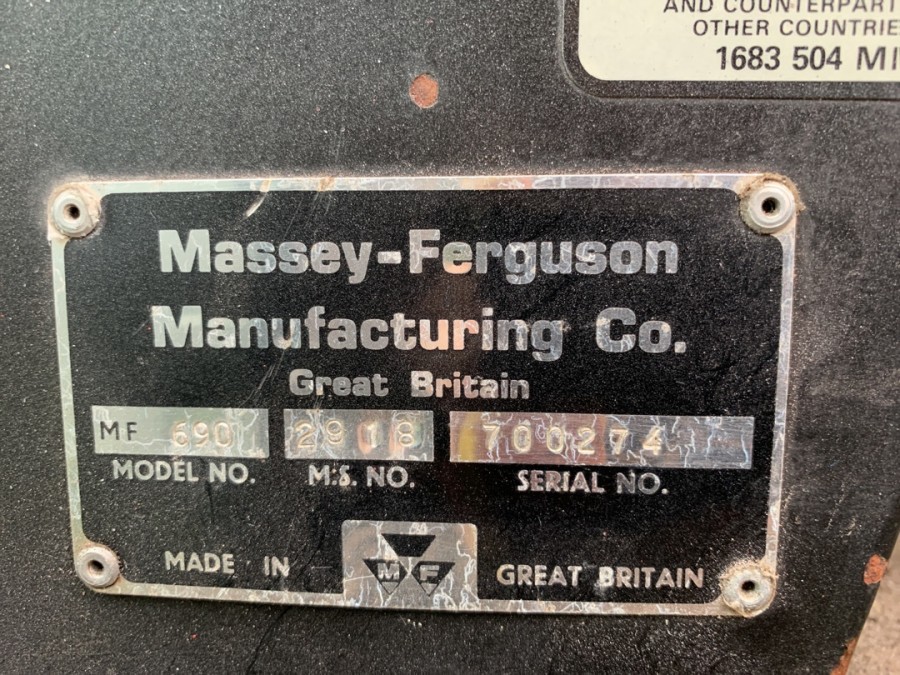 AND COUNTERPART
OTHER COUNTRIE
1683 504 MI
Massey-Ferguson
Manufacturing Co.
Great Britain
MF 690 2918 700274
MODEL NO. M.S. NO. SERIAL NO.
MADE IN MF GREAT BRITAIN